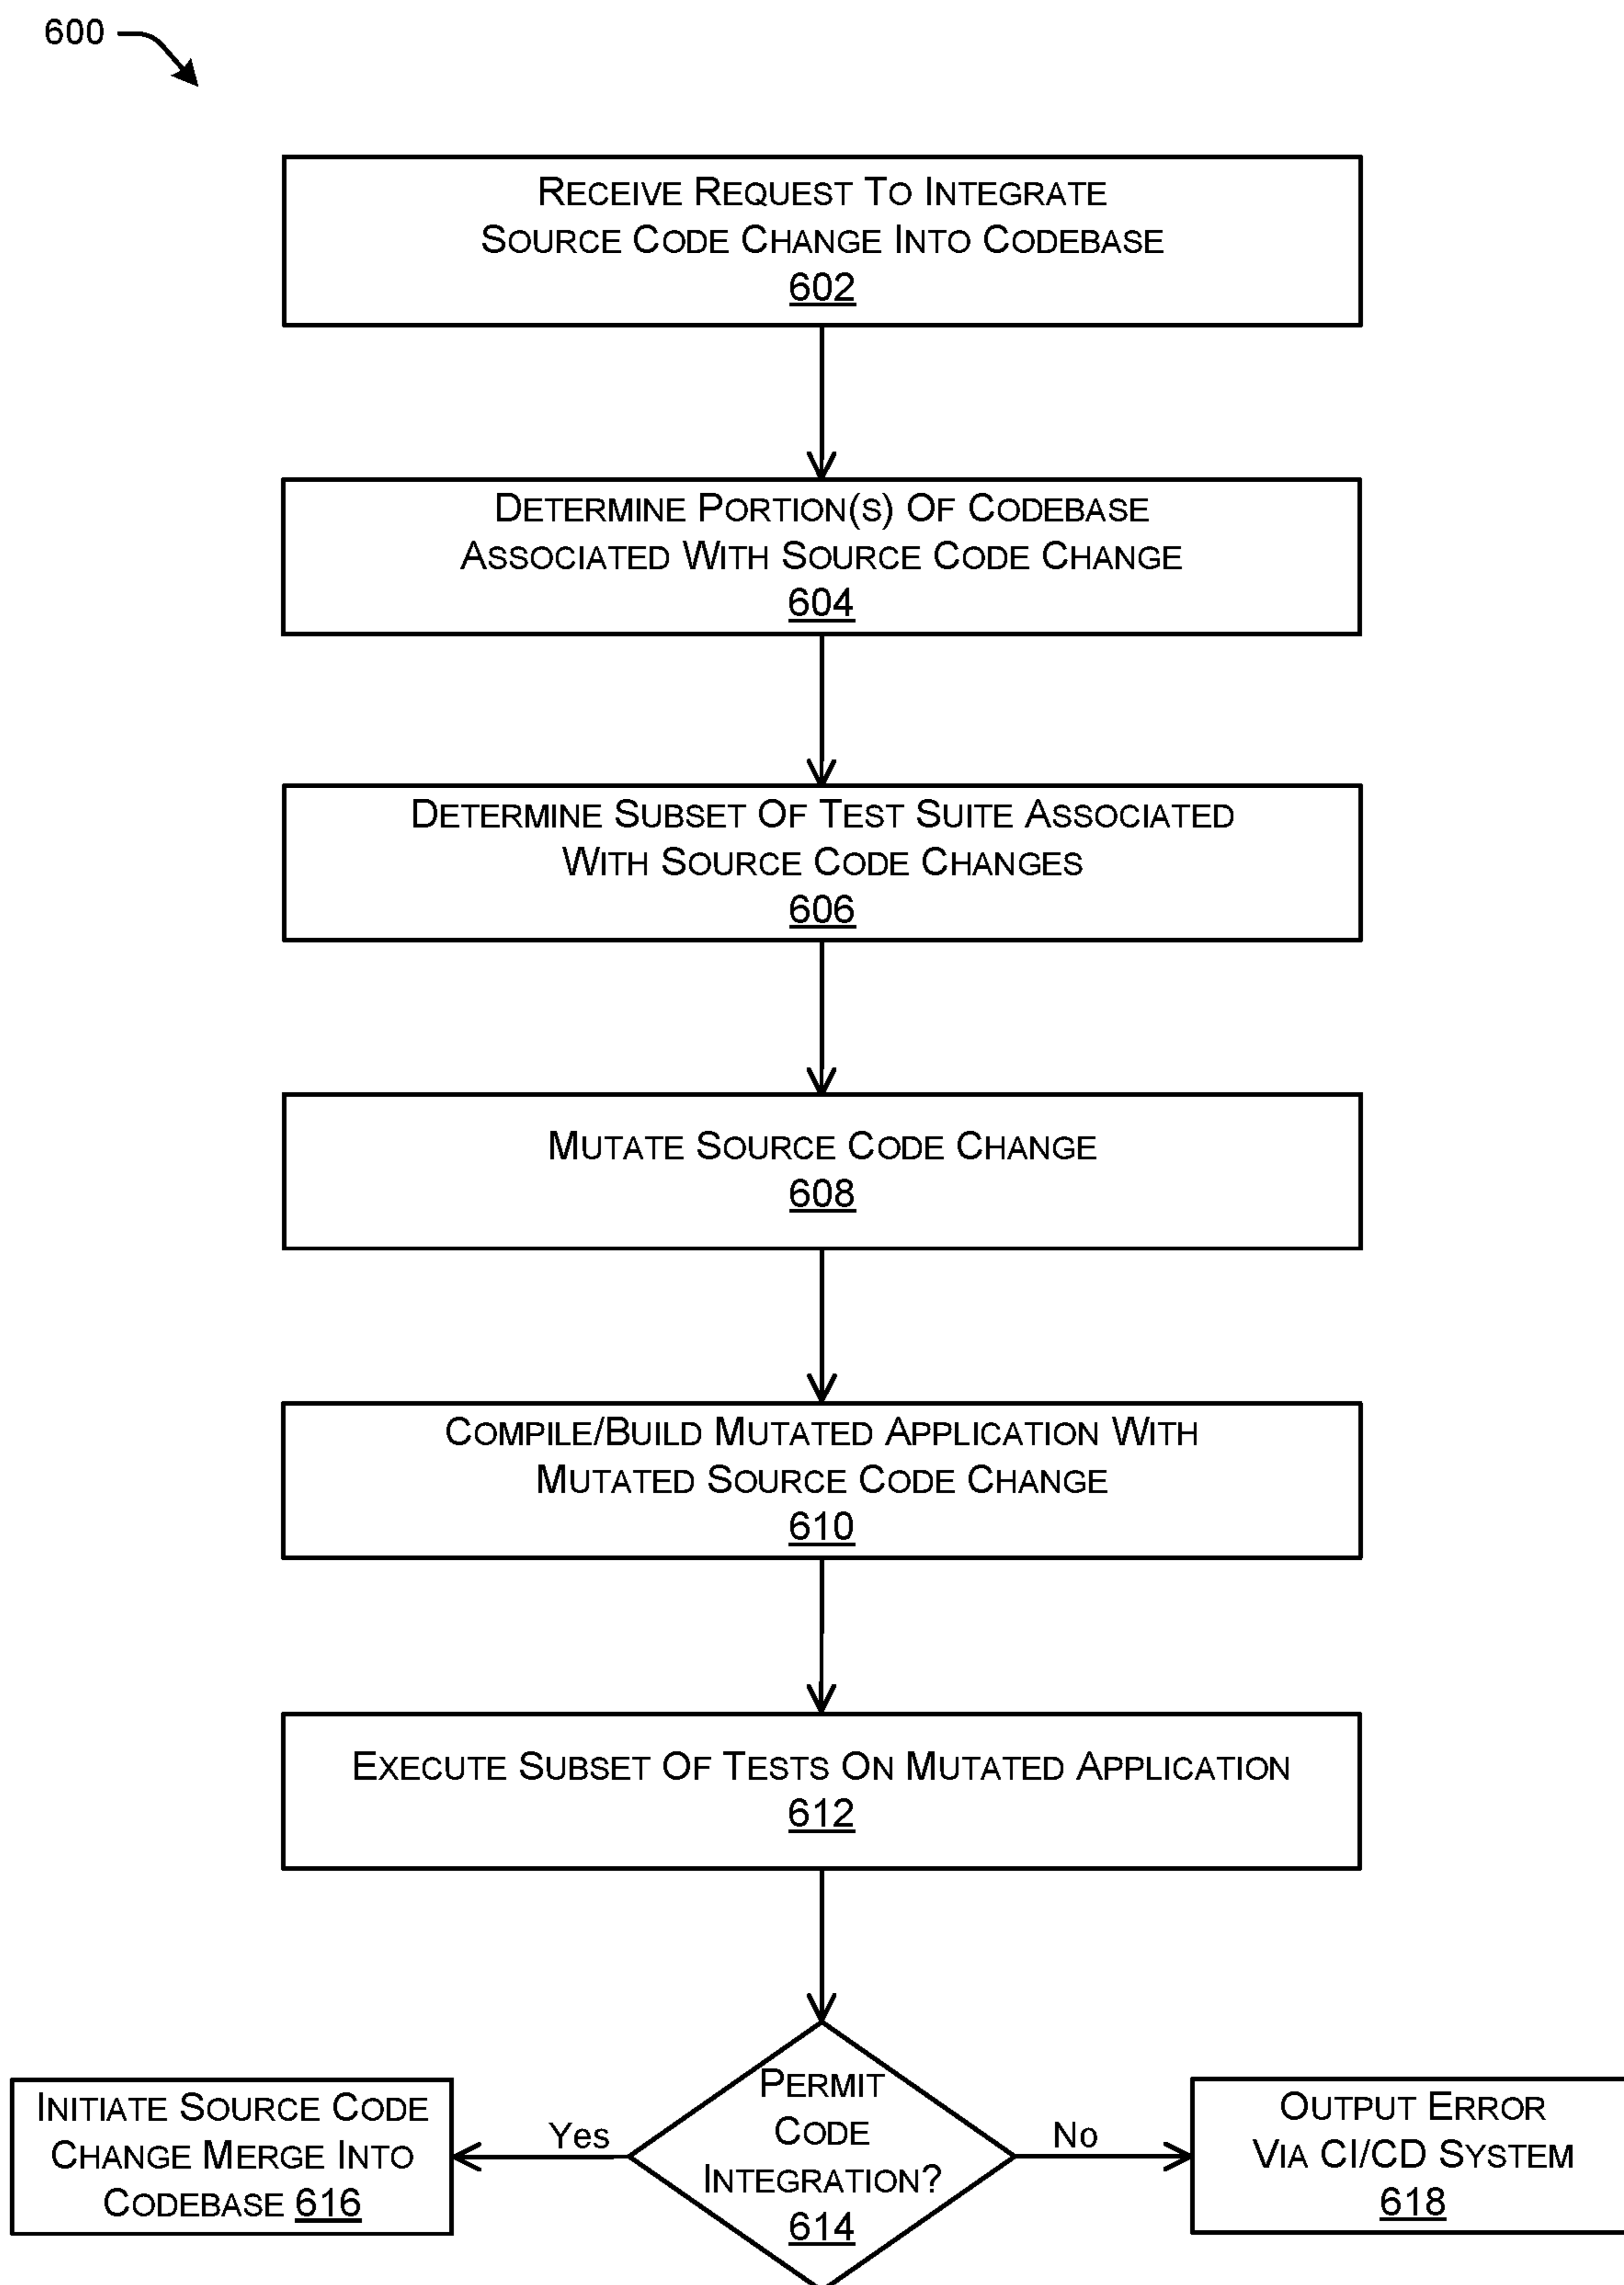 600
RECEIVE REQUEST TO INTEGRATE
SOURCE CODE CHANGE INTO CODEBASE
602
DETERMINE PORTION(S) OF CODEBASE
ASSOCIATED WITH SOURCE CODE CHANGE
604
DETERMINE SUBSET OF TEST SUITE ASSOCIATED
WITH SOURCE CODE CHANGES
606
MUTATE SOURCE CODE CHANGE
608
COMPILE/BUILD MUTATED APPLICATION WITH
MUTATED SOURCE CODE CHANGE
610
EXECUTE SUBSET OF TESTS ON MUTATED APPLICATION
612
PERMIT
CODE
INTEGRATION?
614
Yes
INITIATE SOURCE CODE
CHANGE MERGE INTO
CODEBASE 616
No
OUTPUT ERROR
VIA CI/CD SYSTEM
618